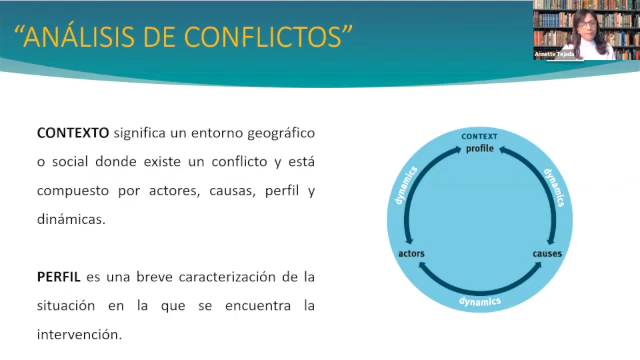 “ANÁLISIS DE CONFLICTOS”
Annette Tejada
CONTEXTO significa un entorno geográfico
o social donde existe un conflicto y está
compuesto por actores, causas, perfil y
dinámicas.
PERFIL es una breve caracterización de la
situación en la que se encuentra la
intervención.
CONTEXT
profile
dynamics
dynamics
actors
causes
dynamics